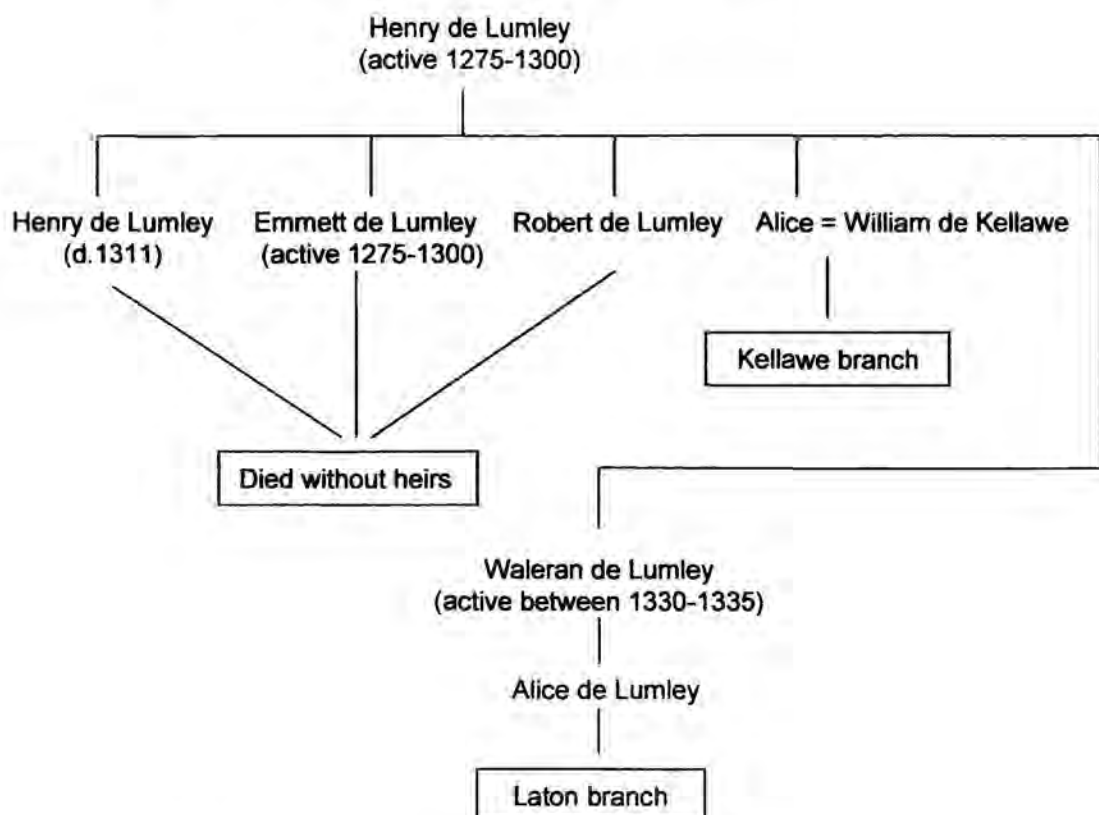 Henry de Lumley
(active 1275-1300)
Henry de Lumley
(d.1311)
Emmett de Lumley
(active 1275-1300)
Robert de Lumley
Alice = William de Kellawe
Kellawe branch
Died without heirs
Waleran de Lumley
(active between 1330-1335)
Alice de Lumley
Laton branch